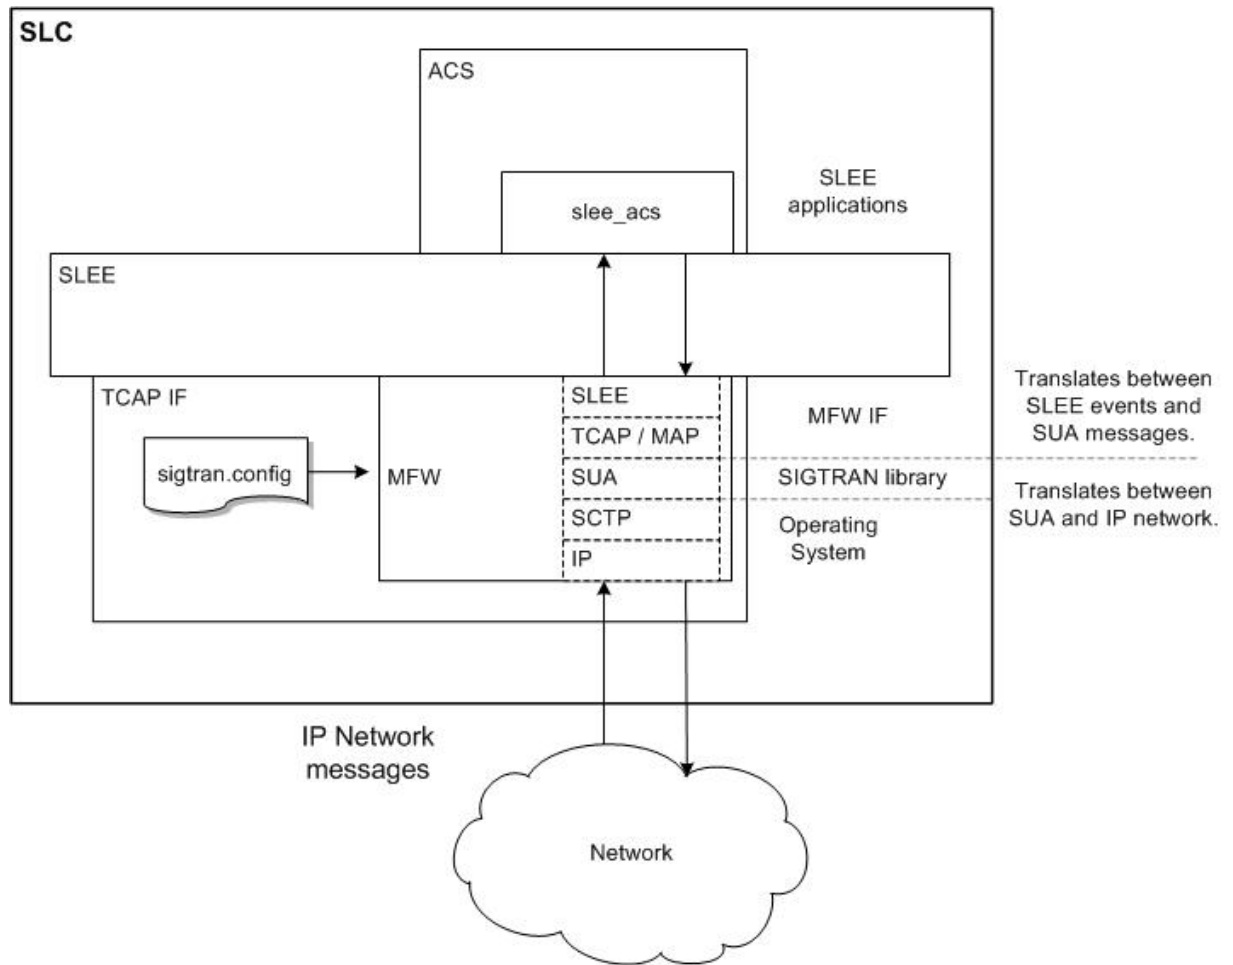 SLC
ACS
slee_acs
SLEE
applications
SLEE
TCAP IF
sigtran.config
MFW
SLEE
TCAP / MAP
SUA
SCTP
IP
MFW IF
SIGTRAN library
Operating
System
Translates between
SLEE events and
SUA messages.
Translates between
SUA and IP network.
IP Network
messages
Network